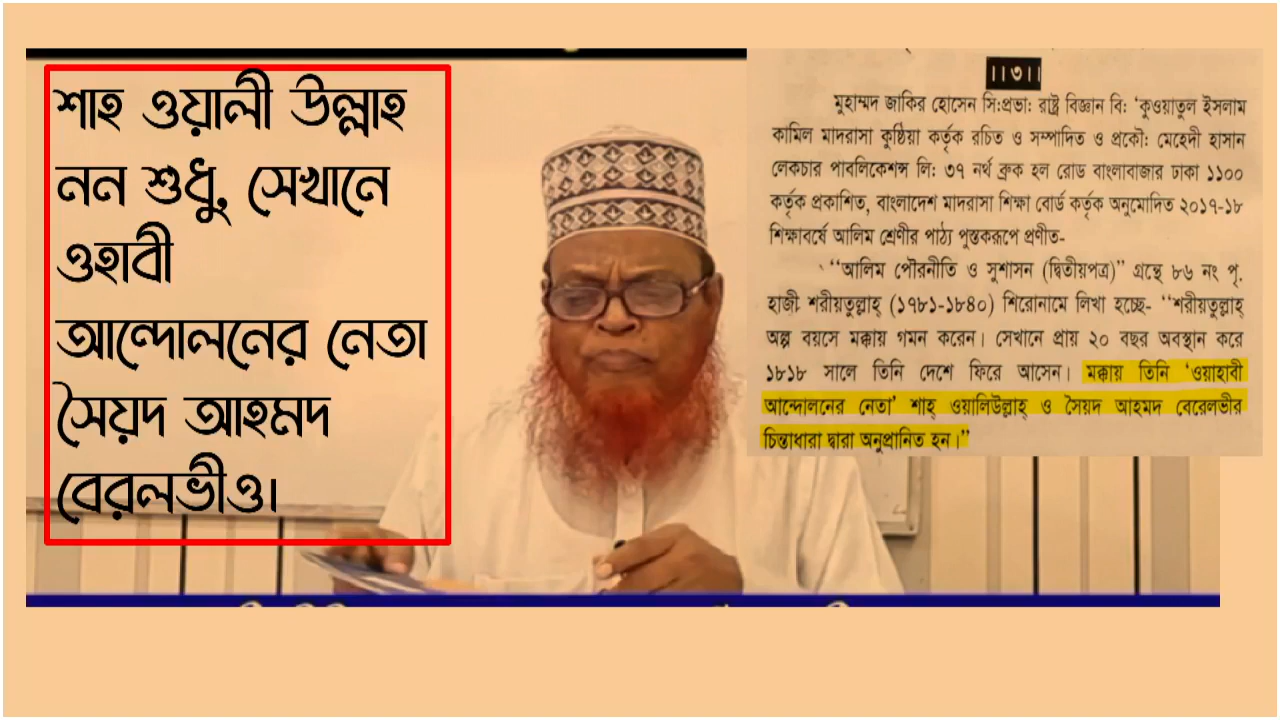 শাহ ওয়ালী উল্লাহ
নন শুধু, সেখানে
ওহাবী
আন্দোলনের নেতা
সৈয়দ আহমদ
বেরলভীও।
।।৩।।
মুহাম্মদ জাকির হোসেন সি:প্রভা: রাষ্ট্র বিজ্ঞান বি: ‘কুওয়াতুল ইসলাম
কামিল মাদরাসা কুষ্ঠিয়া কর্তৃক রচিত ও সম্পাদিত ও প্রকৌ: মেহেদী হাসান
লেকচার পাবলিকেশন্স লি: ৩৭ নর্থ ব্রুক হল রোড বাংলাবাজার ঢাকা ১১০০
কর্তৃক প্রকাশিত, বাংলাদেশ মাদরাসা শিক্ষা বোর্ড কর্তৃক অনুমোদিত ২০১৭-১৮
শিক্ষাবর্ষে আলিম শ্রেণীর পাঠ্য পুস্তকরূপে প্রণীত-
‘‘আলিম পৌরনীতি ও সুশাসন (দ্বিতীয়পত্র)” গ্রন্থে ৮৬ নং পৃ.
হাজী শরীয়তুল্লাহ্ (১৭৮১-১৮৪০) শিরোনামে লিখা হচ্ছে- ‘‘শরীয়তুল্লাহ্
অল্প বয়সে মক্কায় গমন করেন। সেখানে প্রায় ২০ বছর অবস্থান করে
১৮১৮ সালে তিনি দেশে ফিরে আসেন। মক্কায় তিনি ‘ওয়াহাবী
আন্দোলনের নেতা’ শাহ্ ওয়ালিউল্লাহ্ ও সৈয়দ আহমদ বেরেলভীর
চিন্তাধারা দ্বারা অনুপ্রানিত হন।”